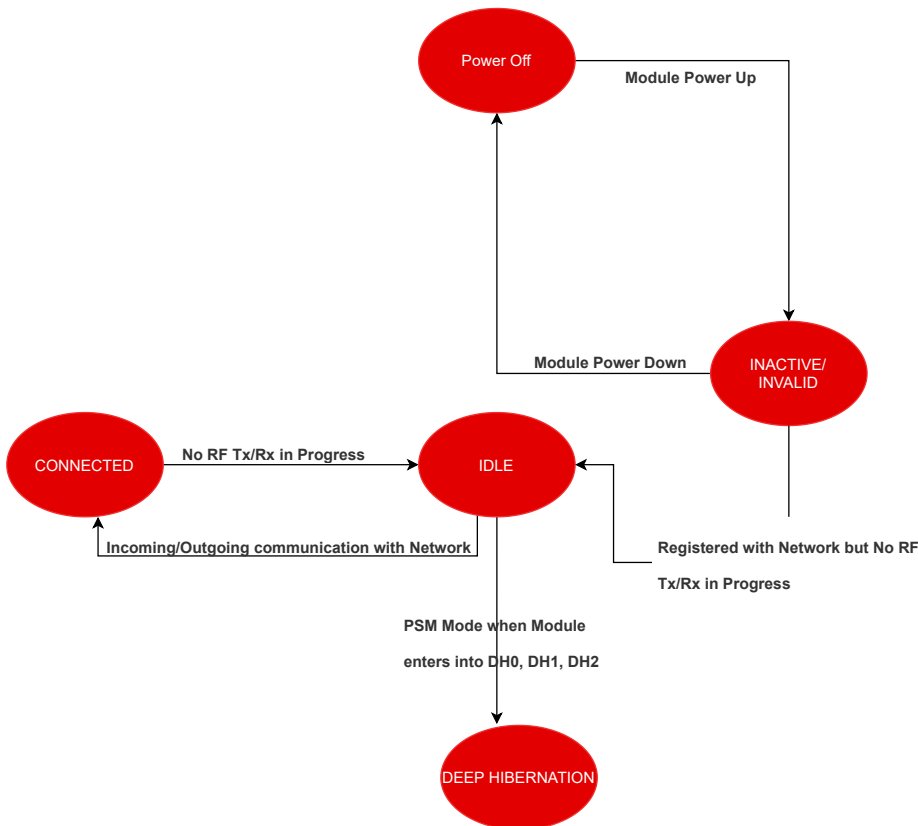 Power Off
Module Power Up
Module Power Down
INACTIVE/
INVALID
CONNECTED
No RF Tx/Rx in Progress
IDLE
Incoming/Outgoing communication with Network
Registered with Network but No RF
Tx/Rx in Progress
PSM Mode when Module
enters into DH0, DH1, DH2
DEEP HIBERNATION